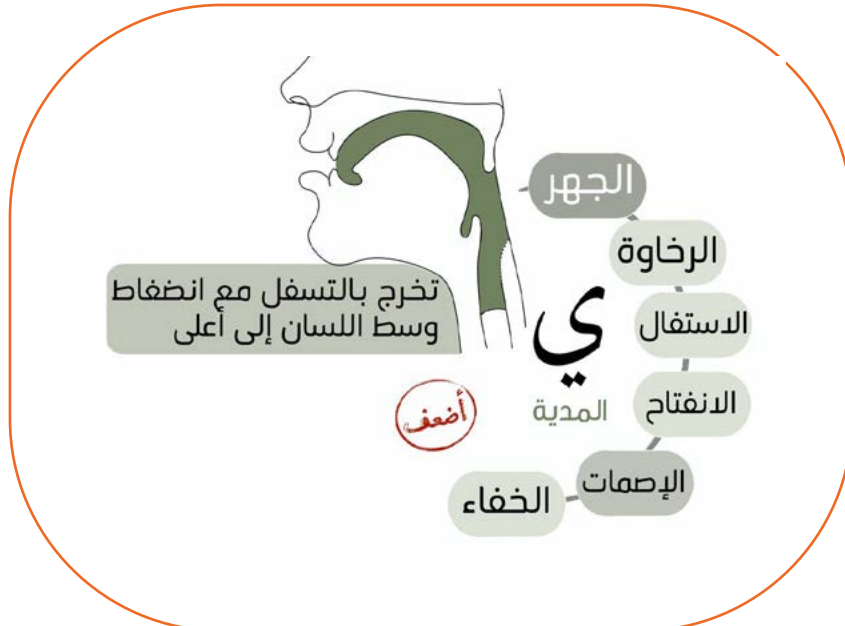 الجهر
الرخاوة
الاستفال
الانفتاح
الإصمات
الخفاء
ي
المدية
تخرج بالتسفل مع انضغاط
وسط اللسان إلى أعلى
أضعف